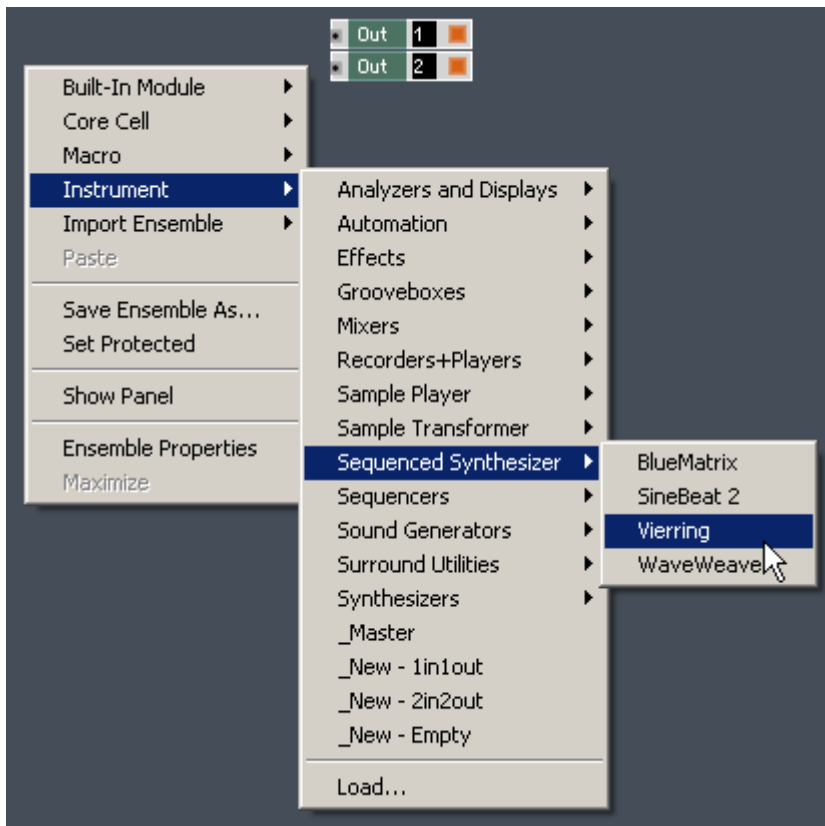 Out 1
Out 2
Built-In Module
Core Cell
Macro
Instrument
Import Ensemble
Paste
Save Ensemble As...
Set Protected
Show Panel
Ensemble Properties
Maximize
Analyzers and Displays
Automation
Effects
Grooveboxes
Mixers
Recorders+Players
Sample Player
Sample Transformer
Sequenced Synthesizer
Sequencers
Sound Generators
Surround Utilities
Synthesizers
_Master
_New - 1in1out
_New - 2in2out
_New - Empty
Load...
BlueMatrix
SineBeat 2
Vierring
WaveWeave